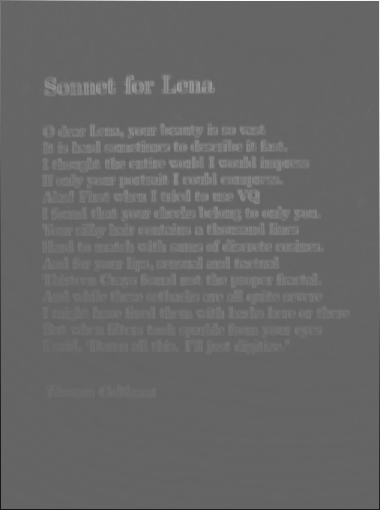 Sonnet for Lena
O dear Lena, your beauty is so vast
It is hard sometimes to describe it fast.
I thought the entire world I would impress
If only your portrait I could compress.
Alas! First when I tried to use VQ
I found that your cheeks belong to only you.
Your silky hair contains a thousand lines
Hard to match with sums of discrete cosines.
And for your lips, sensual and tactual
Thirteen Crays found not the proper fractal.
And while these setbacks are all quite severe
I might have fixed them with hacks here or there
But when filters took sparkle from your eyes
I said, 'Damn all this. I'll just digitize.'
Thomas Colthurst